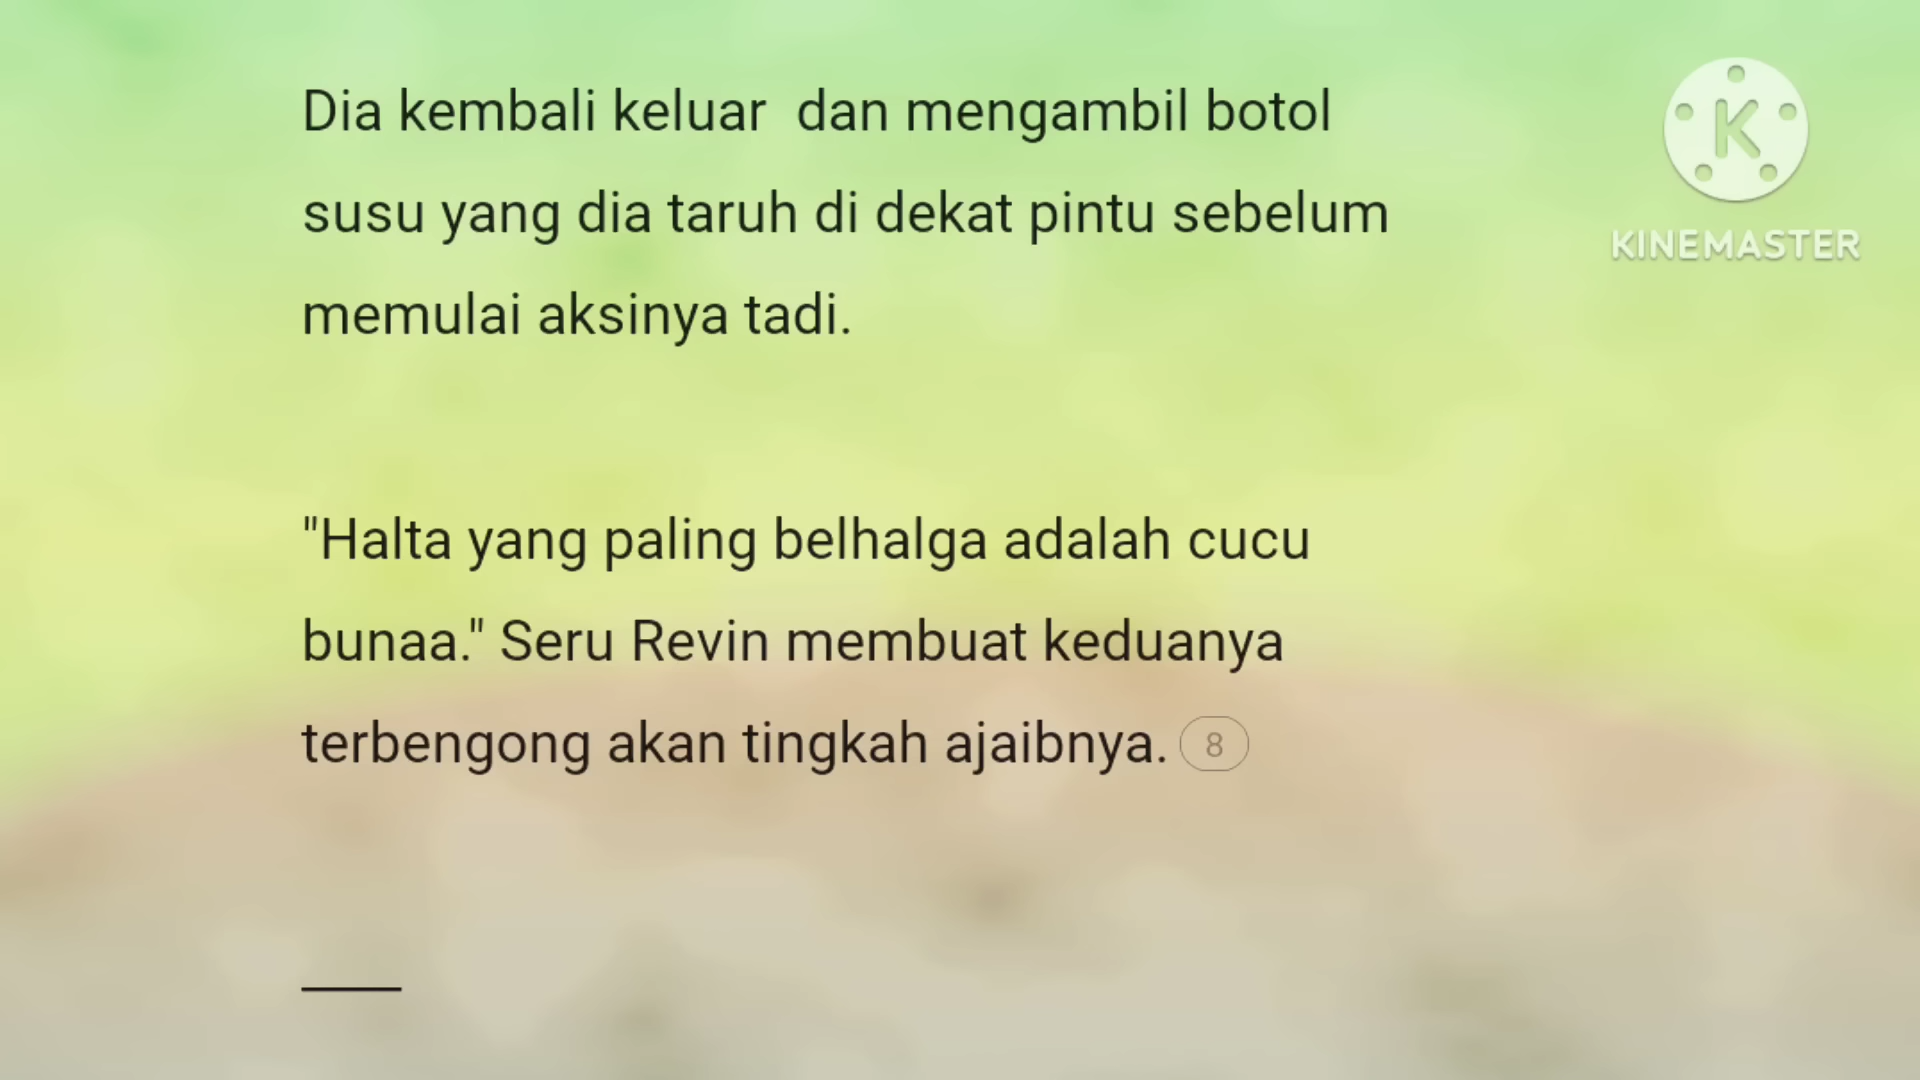 Dia kembali keluar  dan mengambil botol
susu yang dia taruh di dekat pintu sebelum
memulai aksinya tadi.
"Halta yang paling belhalga adalah cucu
bunaa." Seru Revin membuat keduanya
terbengong akan tingkah ajaibnya. 8
K
KINEMASTER